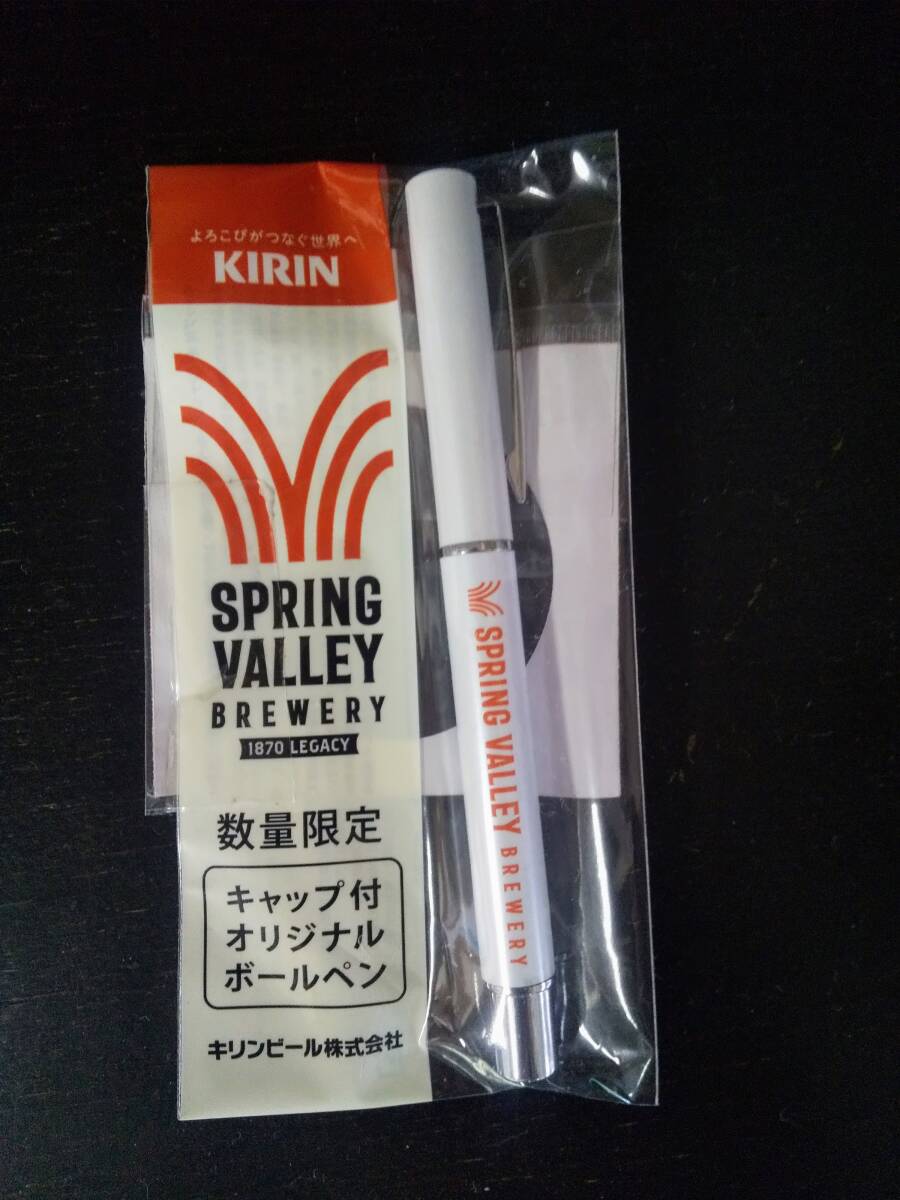 よろこびがつなぐ世界へ
KIRIN
SPRING
VALLEY
BREWERY
1870 LEGACY
数量限定
キャップ付
オリジナル
ボールペン
キリンビール株式会社
SPRING VALLEY BREWERY